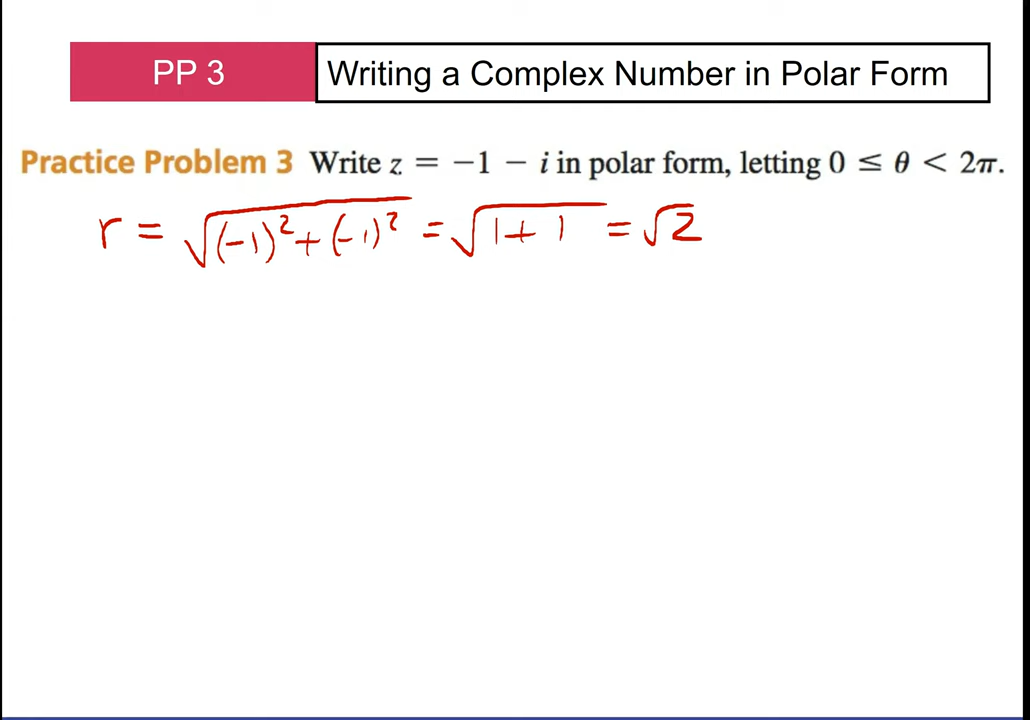 PP 3 Writing a Complex Number in Polar Form
Practice Problem 3 Write z = −1 − i in polar form, letting 0 ≤ θ < 2π.
r = √((-1)² + (-1)²) = √(1+1) = √2